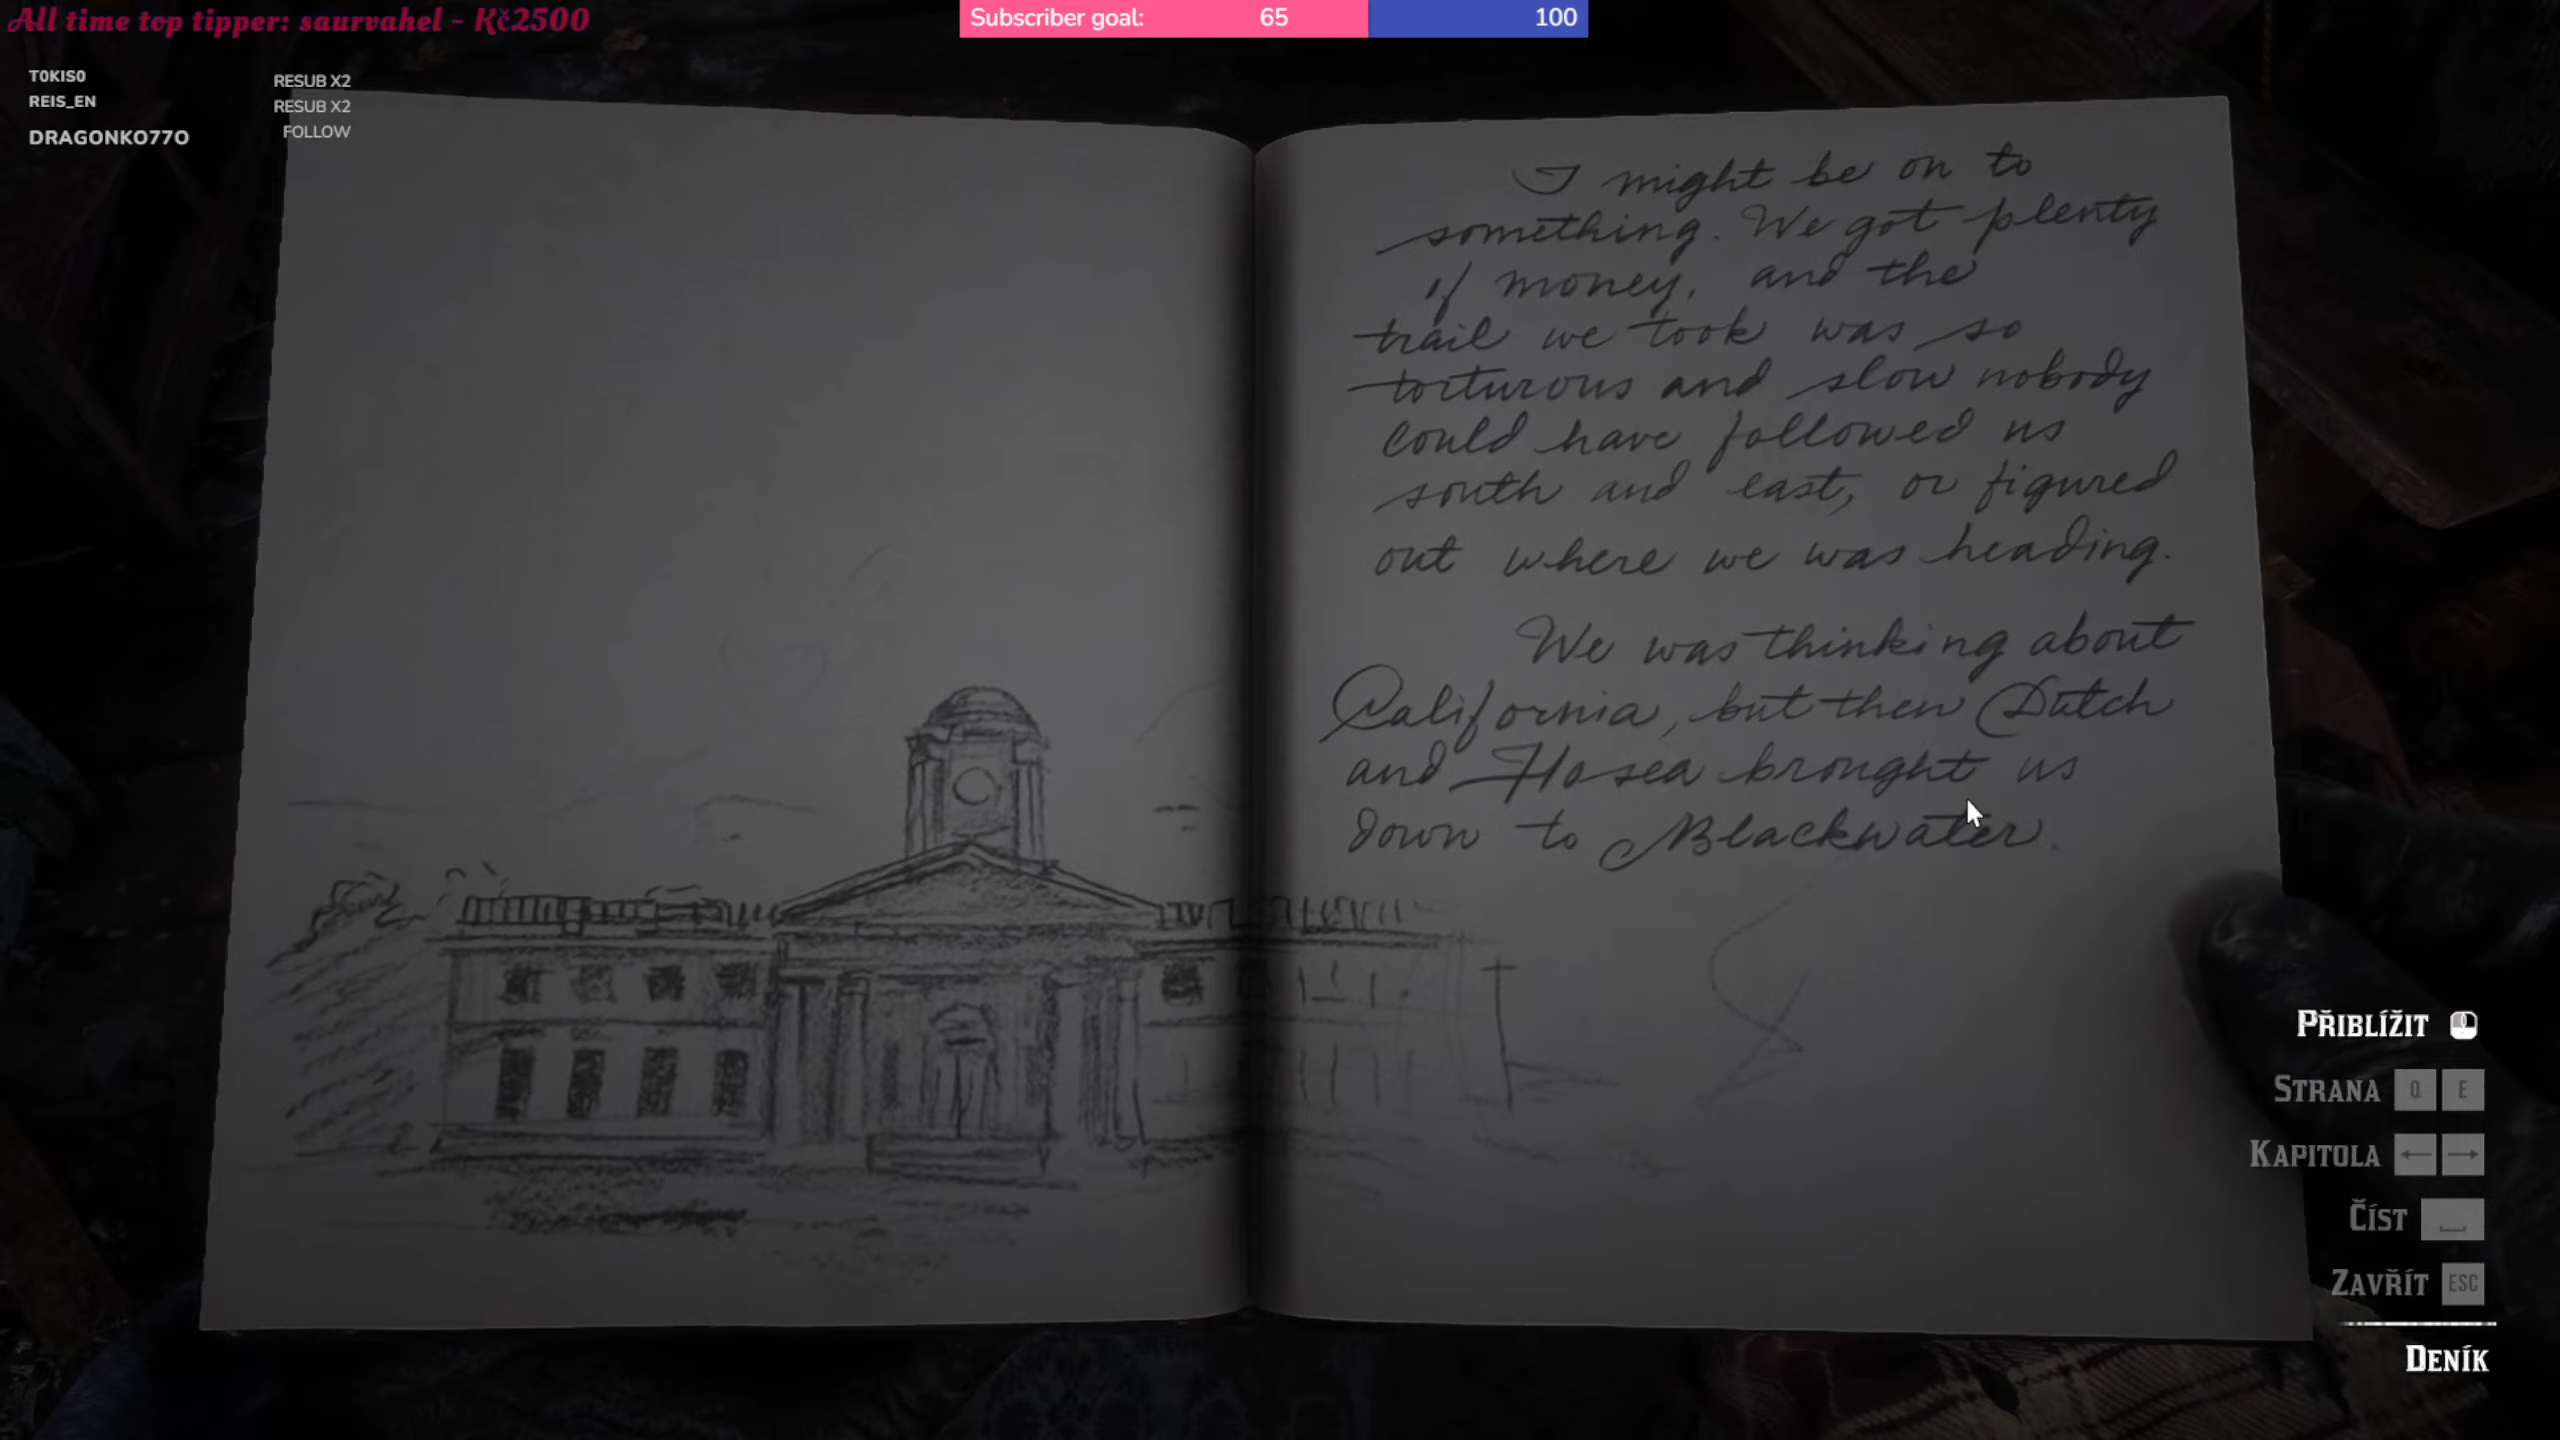 All time top tipper: saurvahel - Kč2500
Subscriber goal: 65 100
T0KIS0 RESUB X2
REIS_EN RESUB X2
DRAGONKO77O FOLLOW
I might be on to
something. We got plenty
of money, and the
trail we took was so
torturous and slow nobody
could have followed us
south and east, or figured
out where we was heading.
We was thinking about
California, but then Dutch
and Hosea brought us
down to Blackwater.
PŘIBLÍŽIT
STRANA Q E
KAPITOLA ← →
ČÍST
ZAVŘÍT ESC
DENÍK